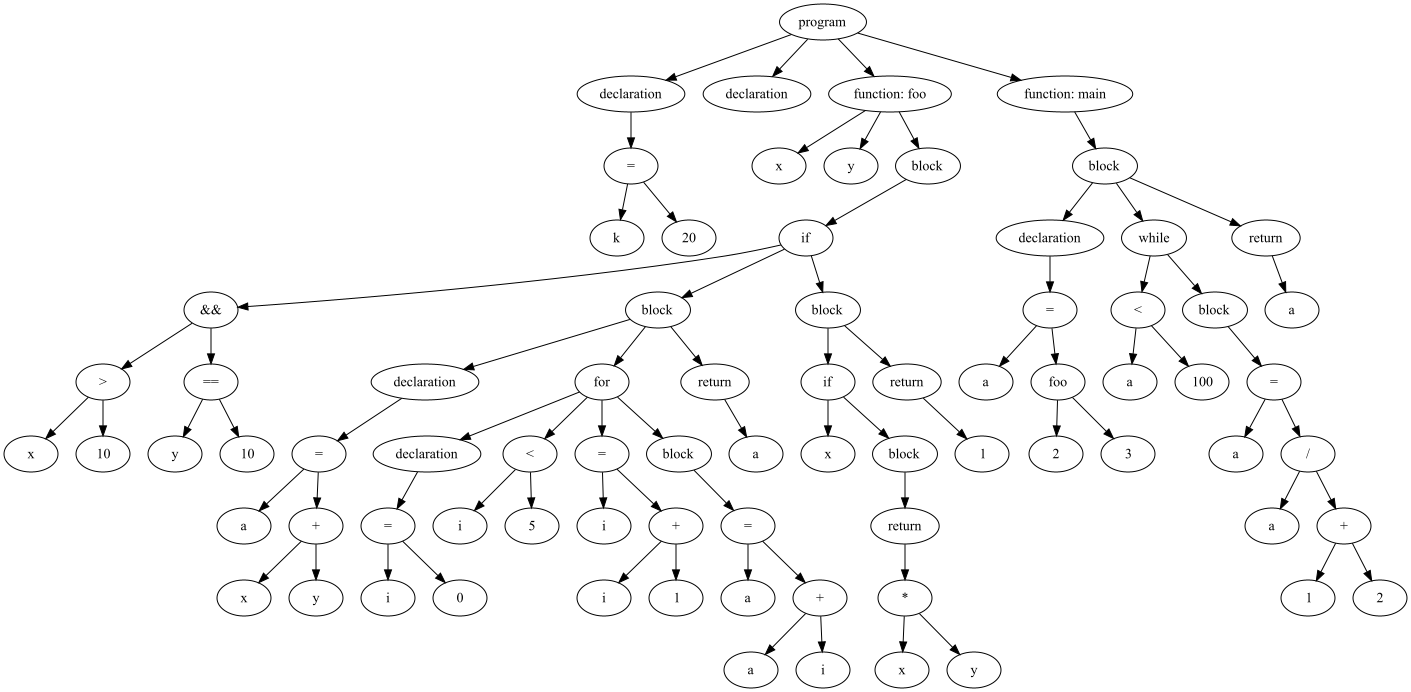 program
declaration declaration function: foo function: main
= x y block block
k 20 if declaration while return
&& block block = < block a
> == declaration for return if return a foo a 100 =
x 10 y 10 = declaration < = block a x block 1 2 3 a /
a + = i 5 i + = return a +
x y i 0 i 1 a + * 1 2
a i x y